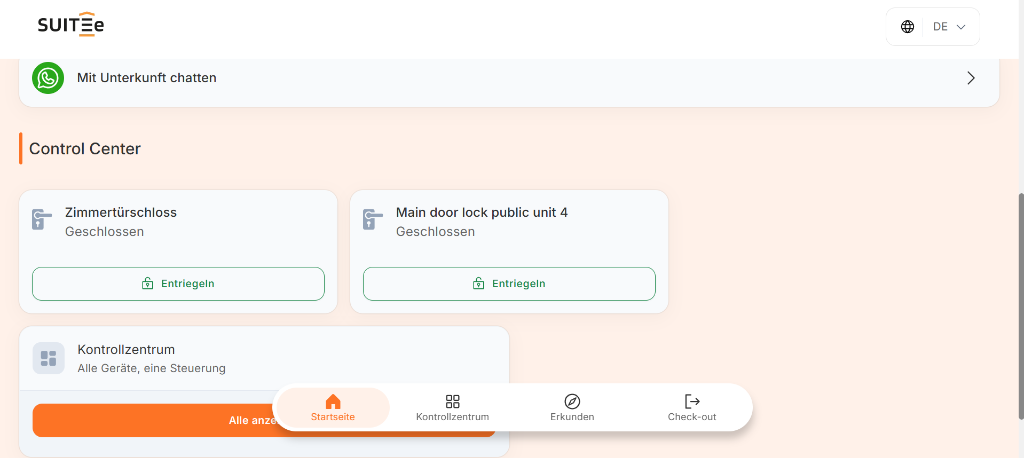 SUITEe
DE
Mit Unterkunft chatten
Control Center
Zimmertürschloss
Geschlossen
Entriegeln
Main door lock public unit 4
Geschlossen
Entriegeln
Kontrollzentrum
Alle Geräte, eine Steuerung
Alle
Startseite
Kontrollzentrum
Erkunden
Check-out